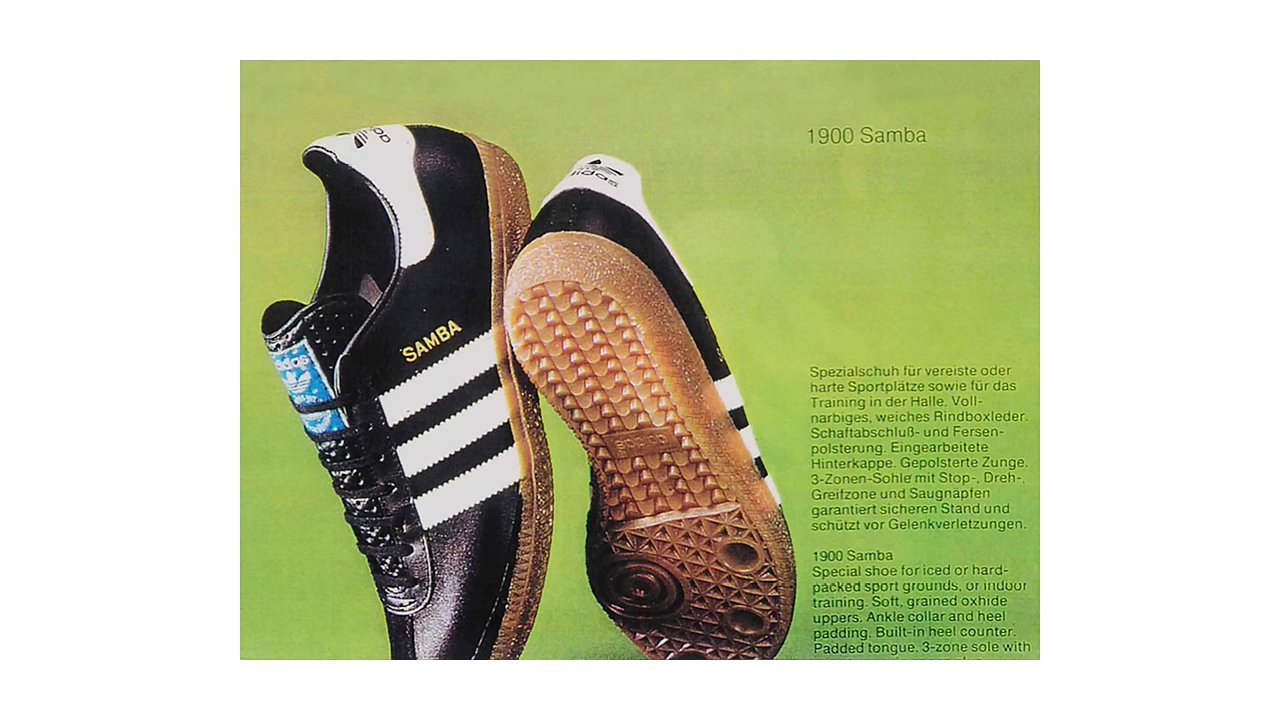 1900 Samba
adidas
SAMBA
adidas
Spezialschuh für vereiste oder
harte Sportplätze sowie für das
Training in der Halle. Voll-
narbiges, weiches Rindboxleder.
Schaftabschluß- und Fersen-
polsterung. Eingearbeitete
Hinterkappe. Gepolsterte Zunge.
3-Zonen-Sohle mit Stop-, Dreh-,
Greifzone und Saugnäpfen
garantiert sicheren Stand und
schützt vor Gelenkverletzungen.
1900 Samba
Special shoe for iced or hard-
packed sport grounds, or indoor
training. Soft, grained oxhide
uppers. Ankle collar and heel
padding. Built-in heel counter.
Padded tongue. 3-zone sole with